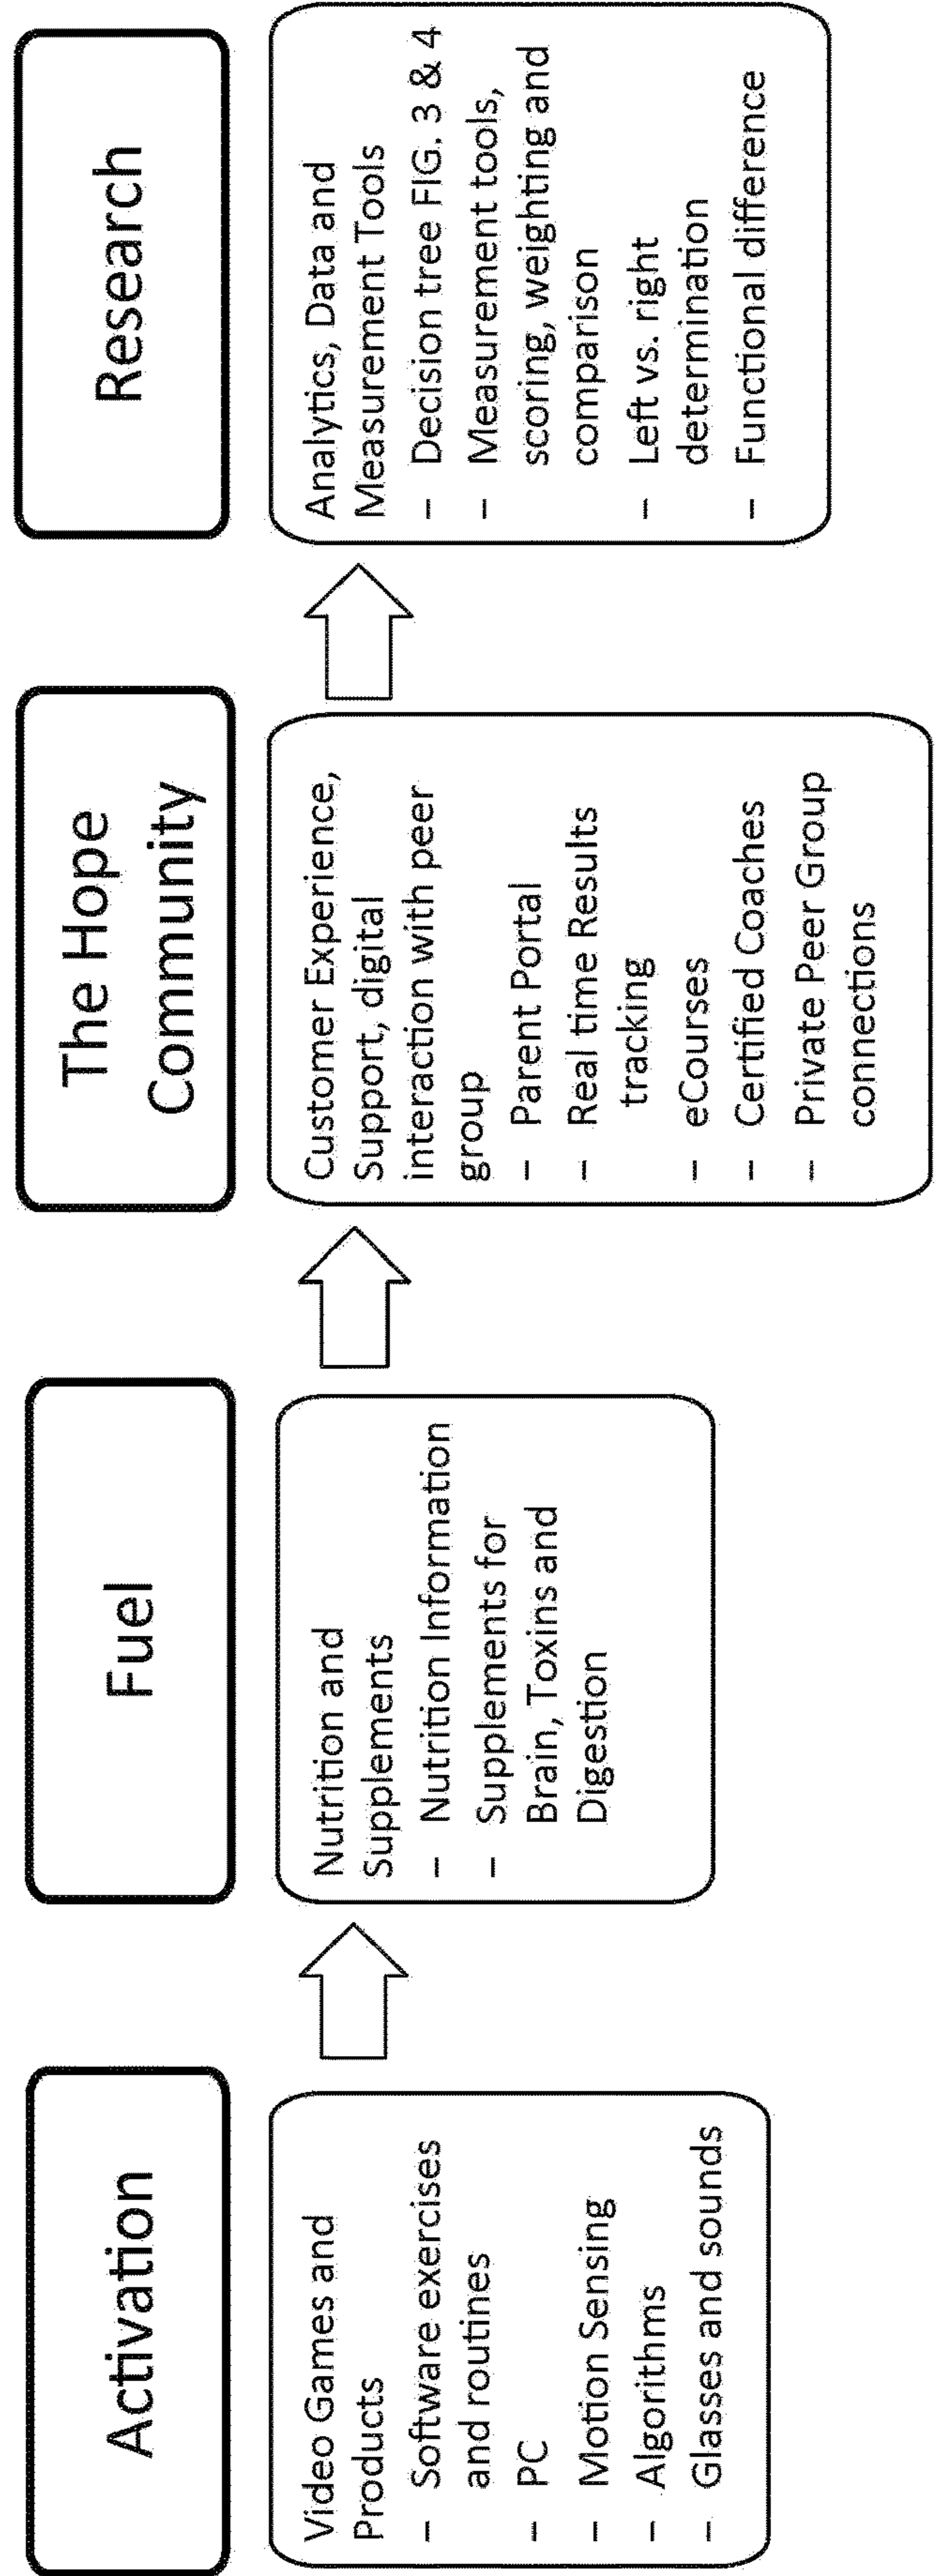 Activation
Video Games and
Products
– Software exercises
and routines
– PC
– Motion Sensing
– Algorithms
– Glasses and sounds
Fuel
Nutrition and
Supplements
– Nutrition Information
– Supplements for
Brain, Toxins and
Digestion
The Hope
Community
Customer Experience,
Support, digital
interaction with peer
group
– Parent Portal
– Real time Results
tracking
– eCourses
– Certified Coaches
– Private Peer Group
connections
Research
Analytics, Data and
Measurement Tools
– Decision tree FIG. 3 & 4
– Measurement tools,
scoring, weighting and
comparison
– Left vs. right
determination
– Functional difference